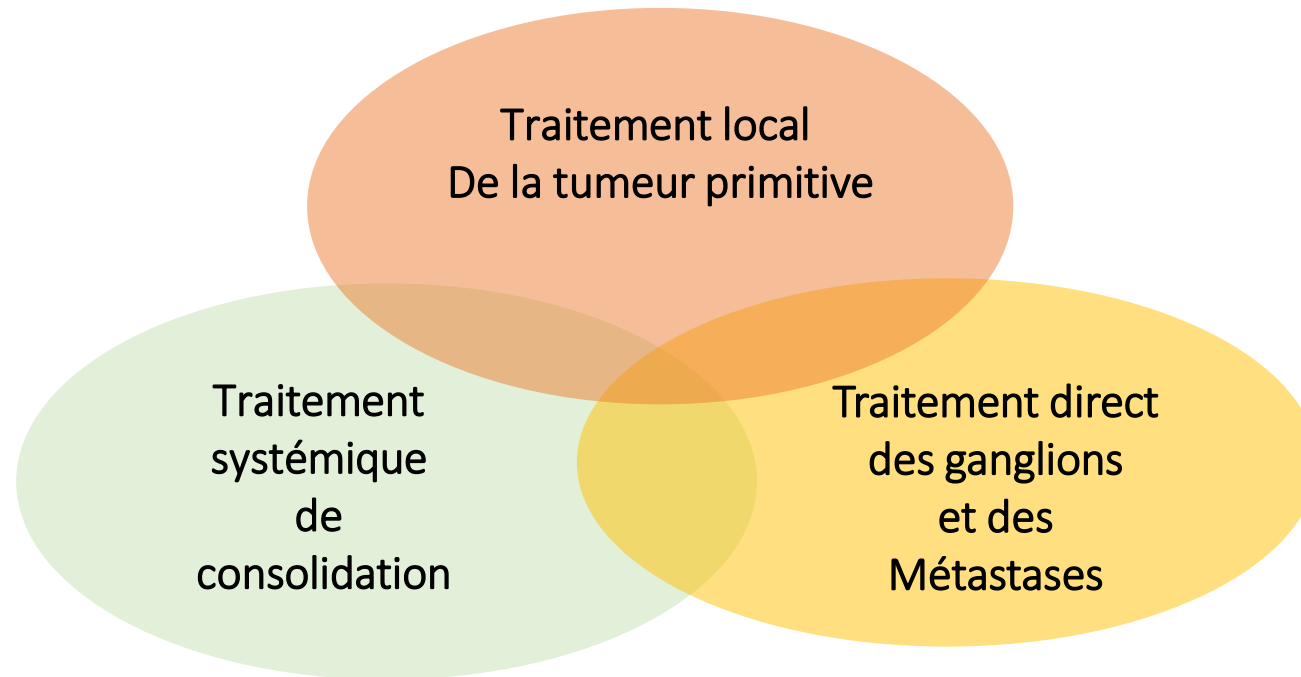 Traitement local
De la tumeur primitive
Traitement
systémique
de
consolidation
Traitement direct
des ganglions
et des
Métastases